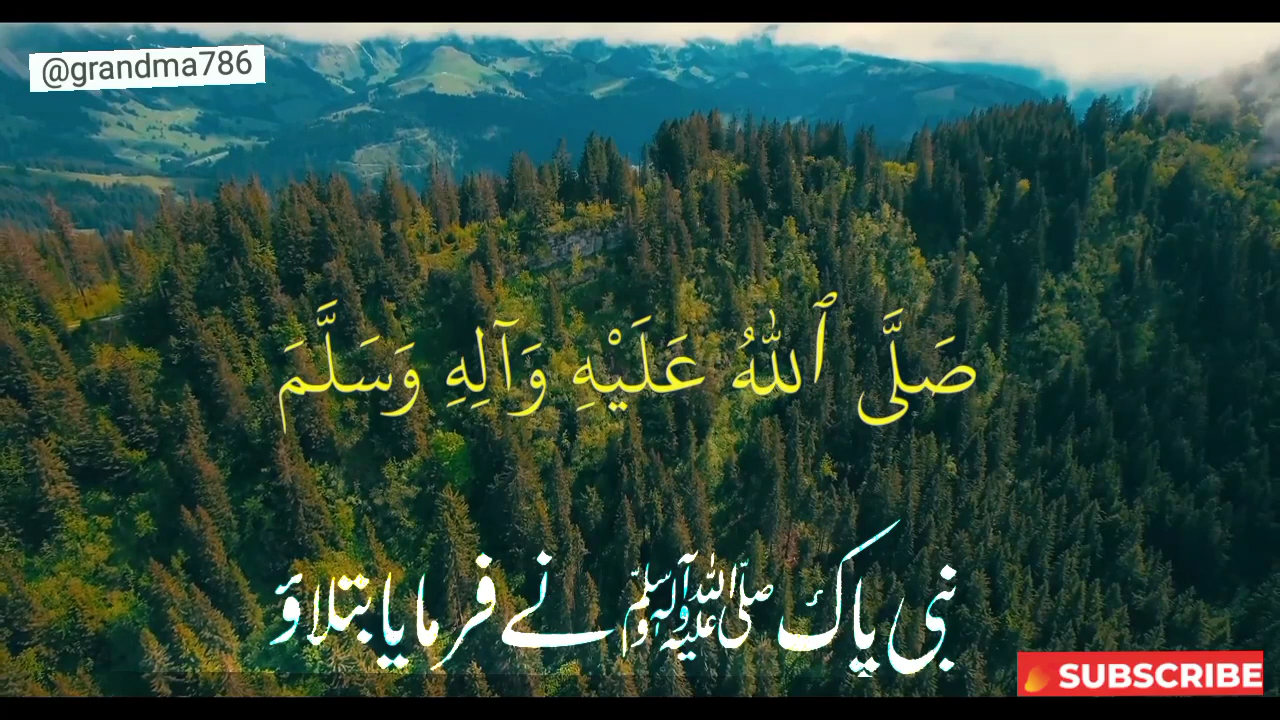 @grandma786
صَلَّى ٱللّٰهُ عَلَيْهِ وَآلِهِ وَسَلَّمَ
نبی پاک صلی اللہ علیہ وآلہ وسلم نے فرمایا بتلاؤ
SUBSCRIBE